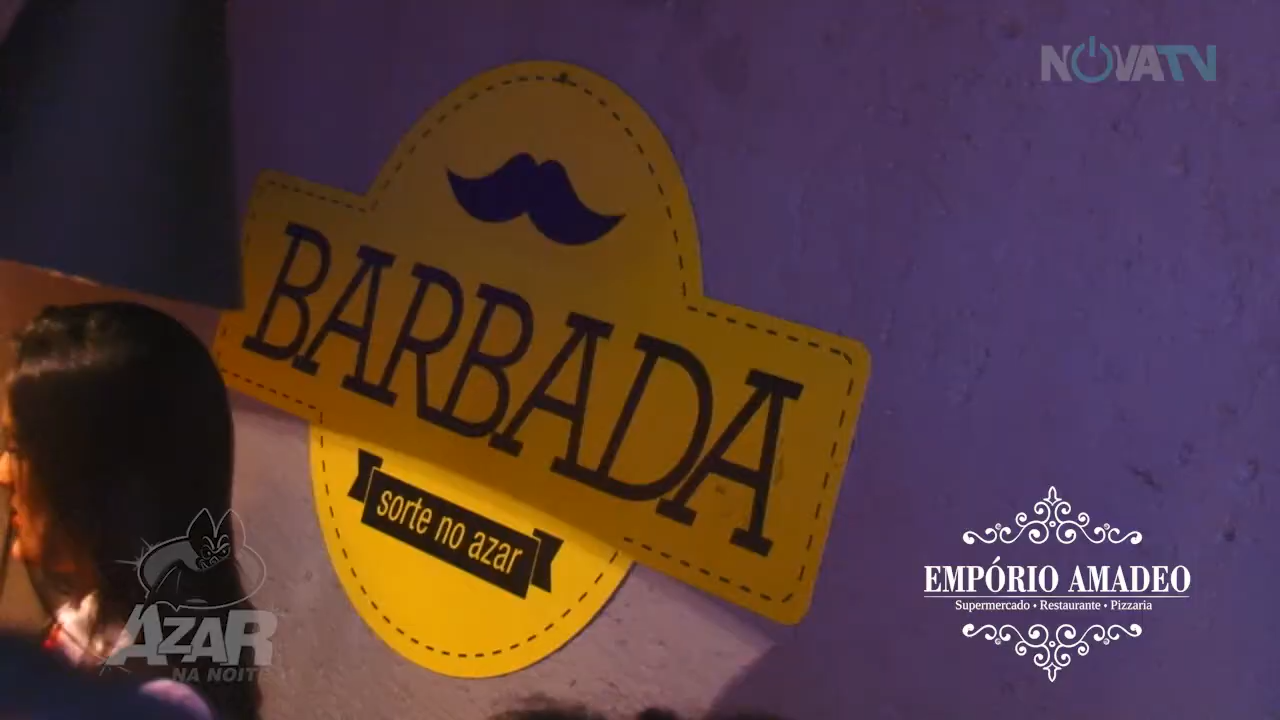 NOVATV
BARBADA
sorte no azar
EMPÓRIO AMADEO
Supermercado • Restaurante • Pizzaria
AZAR
NA NOITE